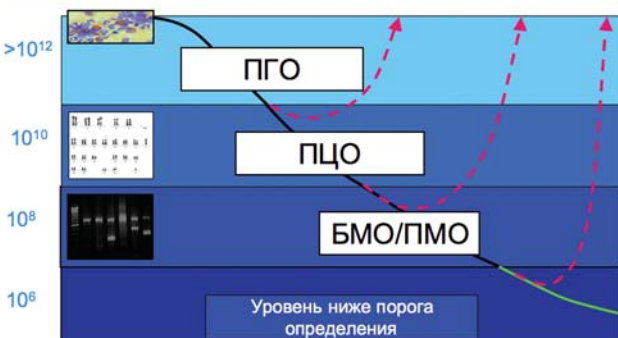 >10¹²
ПГО
10¹⁰
ПЦО
10⁸
БМО/ПМО
10⁶
Уровень ниже порога
определения